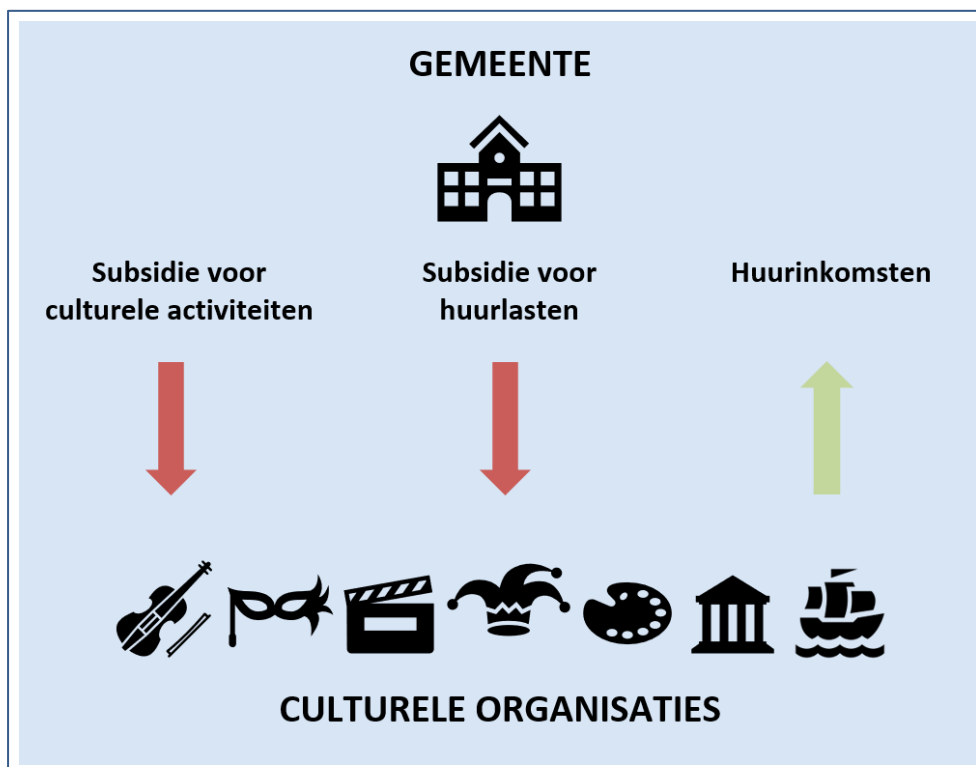 GEMEENTE
Subsidie voor
culturele activiteiten
Subsidie voor
huurlasten
Huurinkomsten
CULTURELE ORGANISATIES